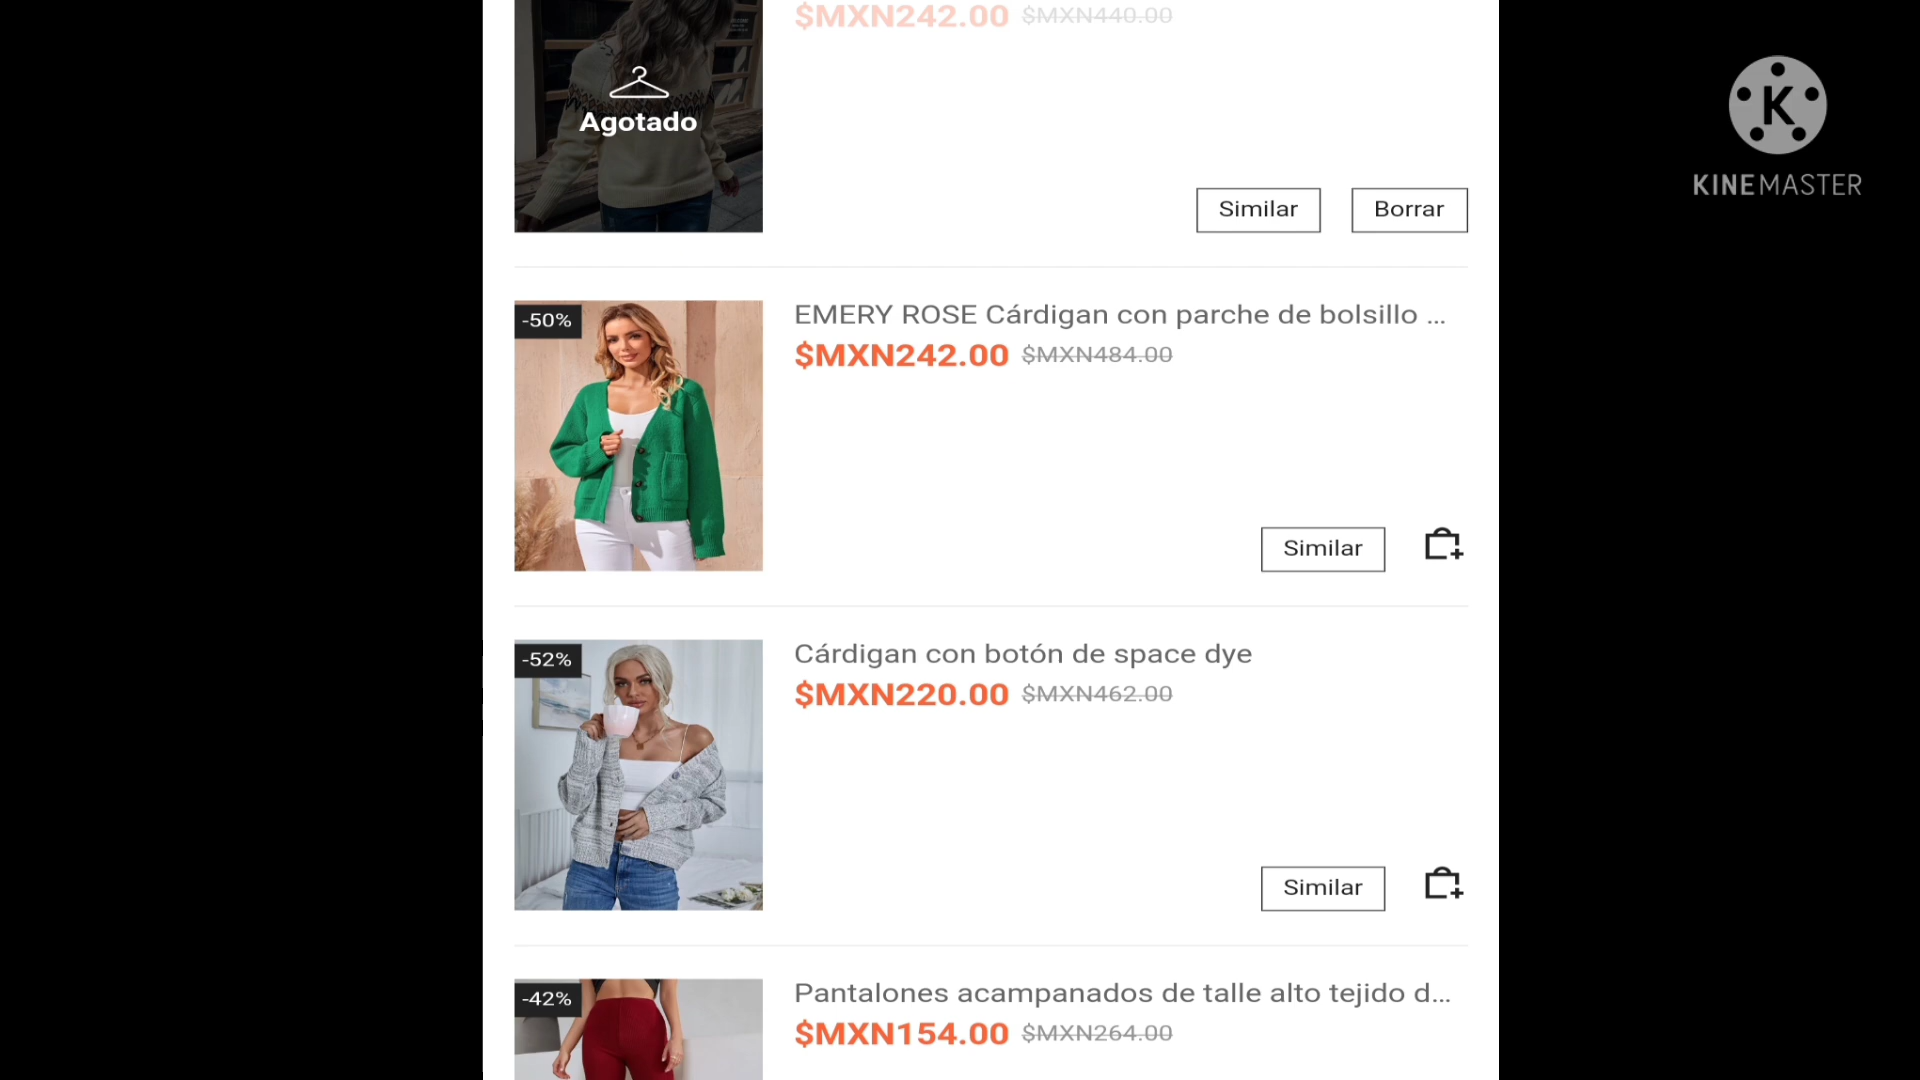 $MXN242.00 $MXN440.00
Agotado
Similar Borrar
KINEMASTER
-50%
EMERY ROSE Cárdigan con parche de bolsillo ...
$MXN242.00 $MXN484.00
Similar
-52%
Cárdigan con botón de space dye
$MXN220.00 $MXN462.00
Similar
-42%
Pantalones acampanados de talle alto tejido d...
$MXN154.00 $MXN264.00